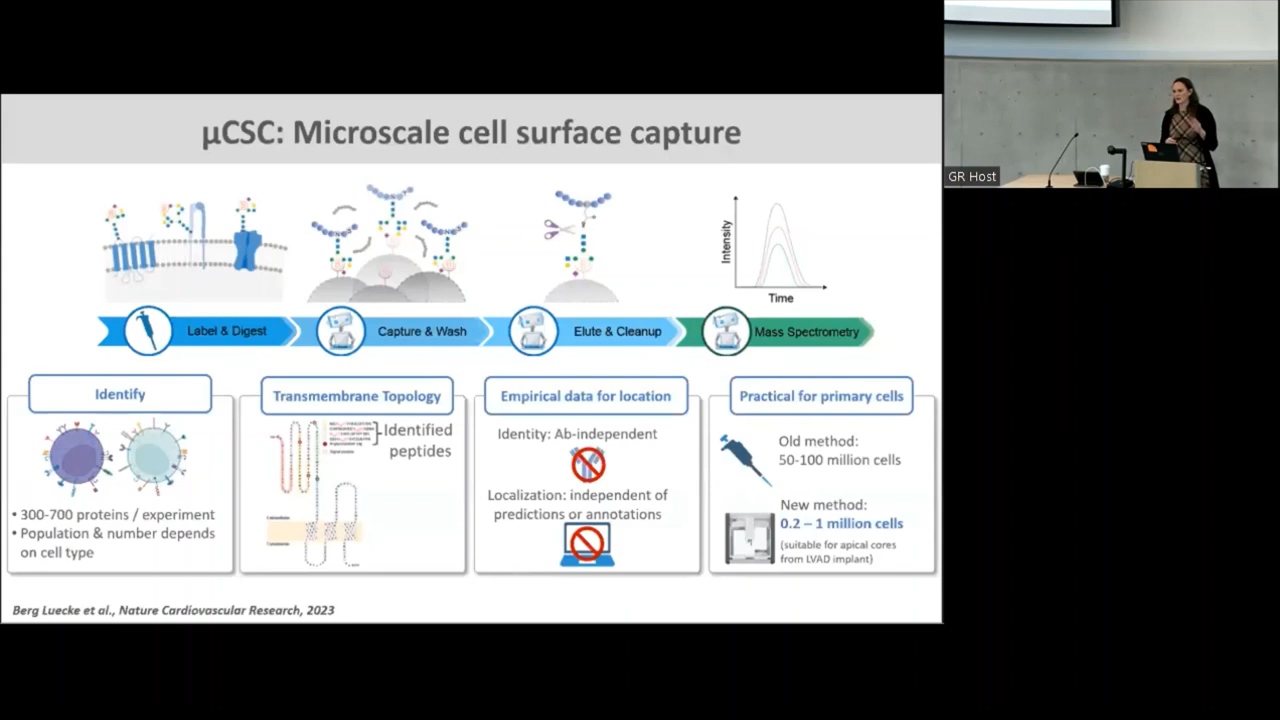 µCSC: Microscale cell surface capture
GR Host
Intensity
Time
Label & Digest
Capture & Wash
Elute & Cleanup
Mass Spectrometry
Identify
• 300-700 proteins / experiment
• Population & number depends
on cell type
Transmembrane Topology
Identified
peptides
Empirical data for location
Identity: Ab-independent
Localization: independent of
predictions or annotations
Practical for primary cells
Old method:
50-100 million cells
New method:
0.2 – 1 million cells
(suitable for apical cores
from LVAD implant)
Berg Luecke et al., Nature Cardiovascular Research, 2023